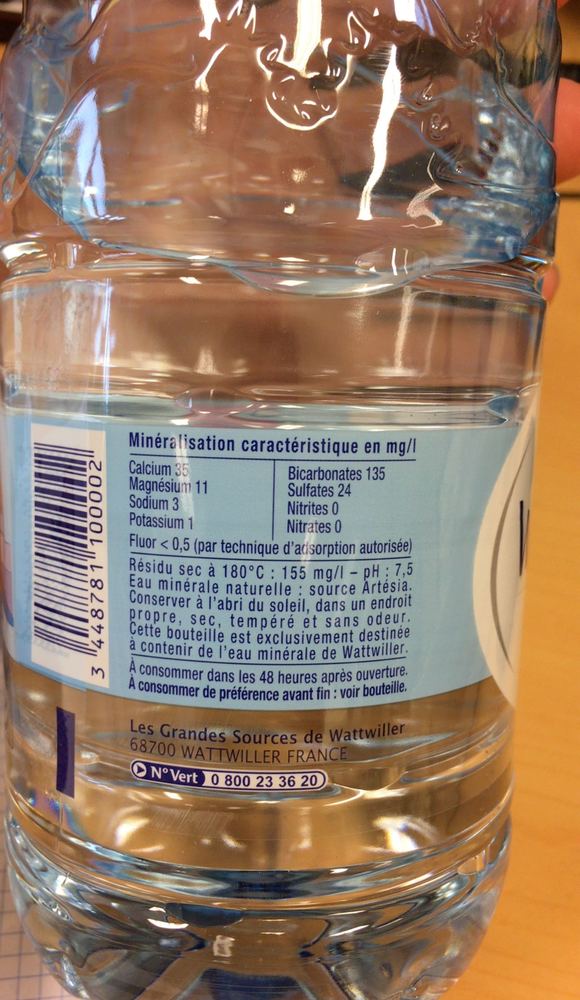 Minéralisation caractéristique en mg/l
Calcium 35
Magnésium 11
Sodium 3
Potassium 1
Bicarbonates 135
Sulfates 24
Nitrites 0
Nitrates 0
Fluor < 0,5 (par technique d'adsorption autorisée)
Résidu sec à 180°C : 155 mg/l – pH : 7,5
Eau minérale naturelle : source Artésia.
Conserver à l'abri du soleil, dans un endroit
propre, sec, tempéré et sans odeur.
Cette bouteille est exclusivement destinée
à contenir de l'eau minérale de Wattwiller.
À consommer dans les 48 heures après ouverture.
À consommer de préférence avant fin : voir bouteille.
Les Grandes Sources de Wattwiller
68700 WATTWILLER FRANCE
N° Vert 0 800 23 36 20
3 448781 100002